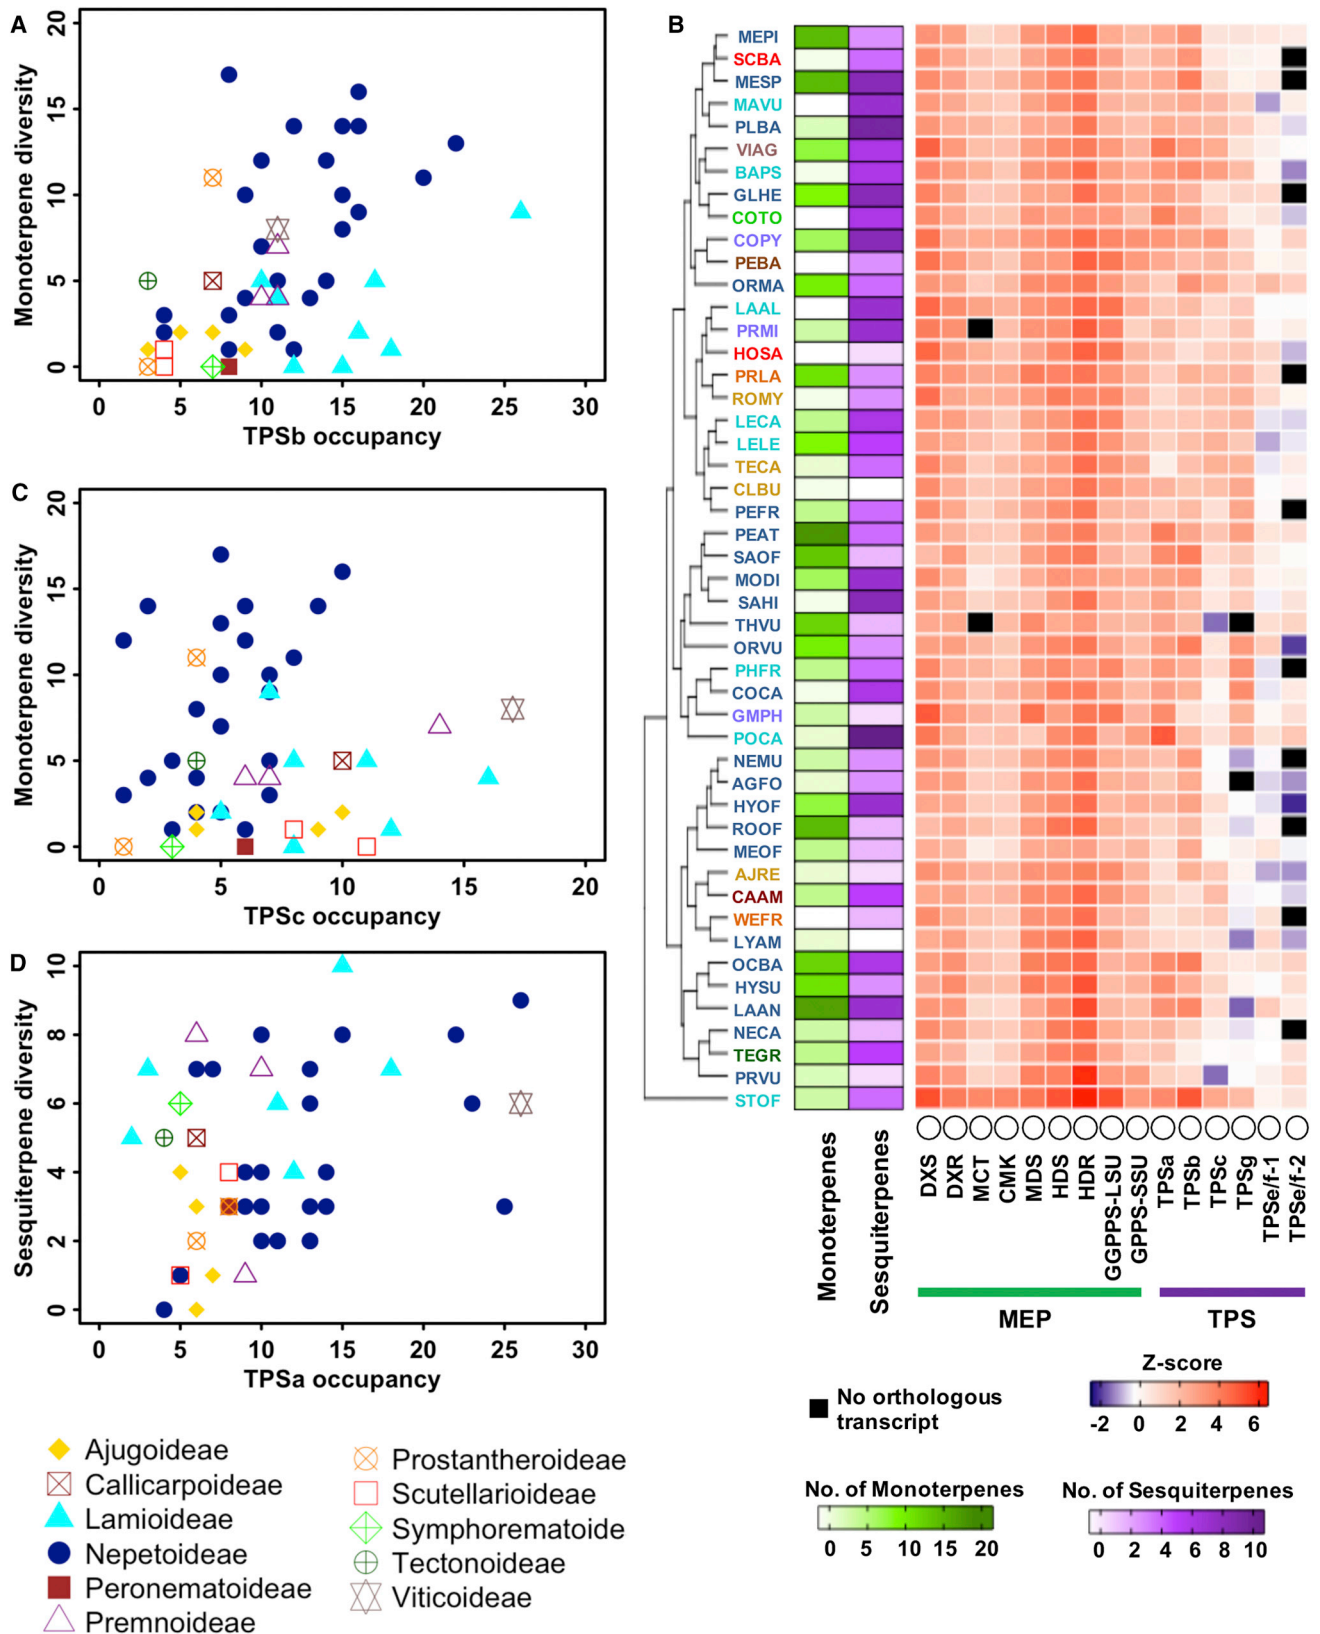 A
Monoterpene diversity
20
15
10
5
0
0 5 10 15 20 25 30
TPSb occupancy
C
Monoterpene diversity
20
15
10
5
0
0 5 10 15 20
TPSc occupancy
D
Sesquiterpene diversity
10
8
6
4
2
0
0 5 10 15 20 25 30
TPSa occupancy
Ajugoideae
Callicarpoideae
Lamioideae
Nepetoideae
Peronematoideae
Premnoideae
Prostantheroideae
Scutellarioideae
Symphorematoide
Tectonoideae
Viticoideae
B
MEPI
SCBA
MESP
MAVU
PLBA
VIAG
BAPS
GLHE
COTO
COPY
PEBA
ORMA
LAAL
PRMI
HOSA
PRLA
ROMY
LECA
LELE
TECA
CLBU
PEFR
PEAT
SAOF
MODI
SAHI
THVU
ORVU
PHFR
COCA
GMPH
POCA
NEMU
AGFO
HYOF
ROOF
MEOF
AJRE
CAAM
WEFR
LYAM
OCBA
HYSU
LAAN
NECA
TEGR
PRVU
STOF
Monoterpenes
Sesquiterpenes
DXS
DXR
MCT
CMK
MDS
HDS
HDR
GGPPS-LSU
GPPS-SSU
TPSa
TPSb
TPSc
TPSg
TPSe/f-1
TPSe/f-2
MEP
TPS
No orthologous
transcript
Z-score
-2 0 2 4 6
No. of Monoterpenes
0 5 10 15 20
No. of Sesquiterpenes
0 2 4 6 8 10